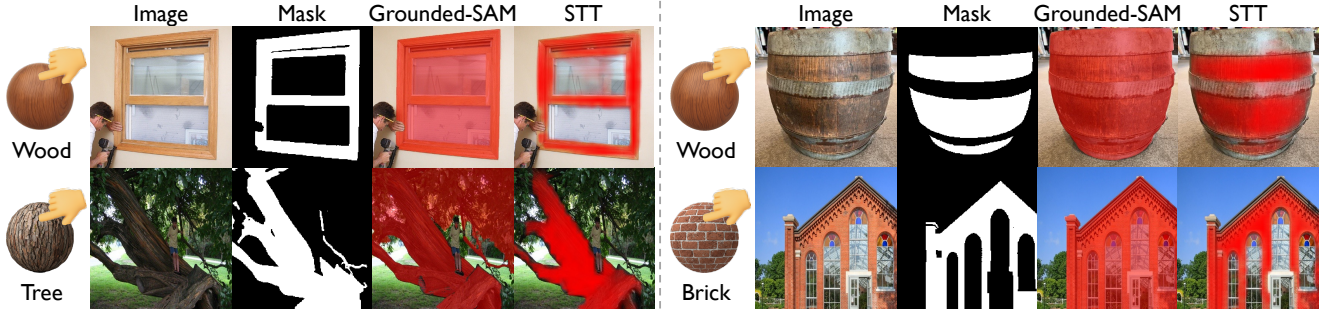 Image Mask Grounded-SAM STT
Wood
Tree
Image Mask Grounded-SAM STT
Wood
Brick